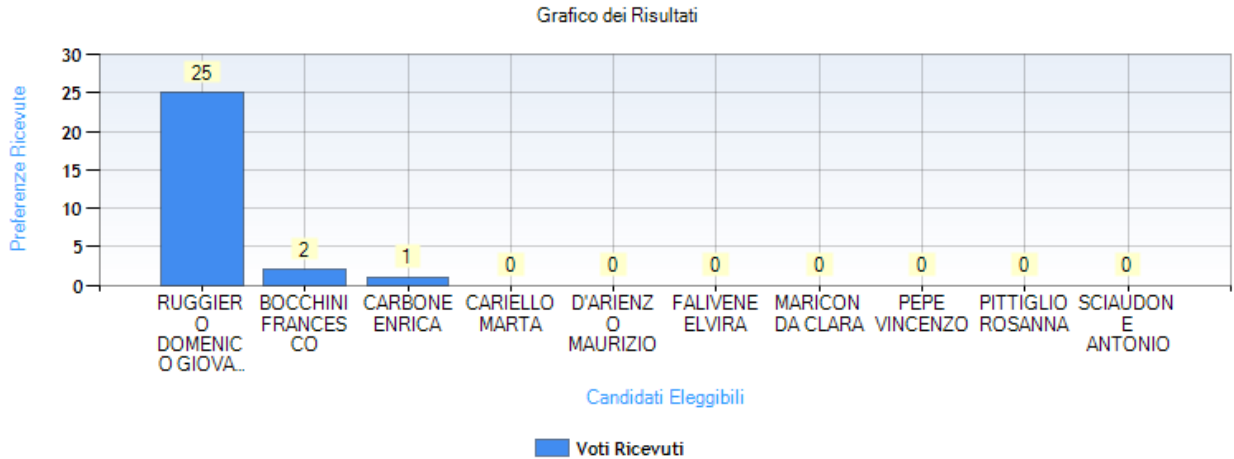 Grafico dei Risultati
Preferenze Ricevute
30
25
20
15
10
5
0
25
2
1
0
0
0
0
0
0
0
RUGGIER
O
DOMENIC
O GIOVA...
BOCCHINI
FRANCES
CO
CARBONE
ENRICA
CARIELLO
MARTA
D'ARIENZ
O
MAURIZIO
FALIVENE
ELVIRA
MARICON
DA CLARA
PEPE
VINCENZO
PITTIGLIO
ROSANNA
SCIAUDON
E
ANTONIO
Candidati Eleggibili
Voti Ricevuti